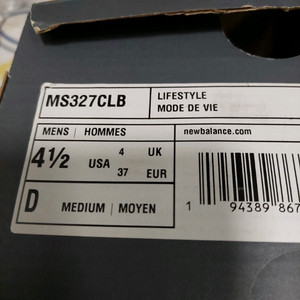 MS327CLB
LIFESTYLE
MODE DE VIE
MENS | HOMMES
newbalance.com
4½ USA 4 UK
37 EUR
D MEDIUM | MOYEN
1 94389 867